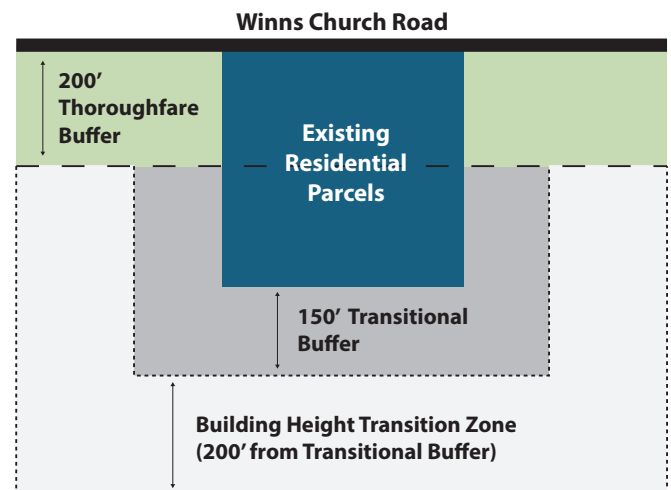 Winns Church Road
200’
Thoroughfare
Buffer
Existing
Residential
Parcels
150’ Transitional
Buffer
Building Height Transition Zone
(200’ from Transitional Buffer)